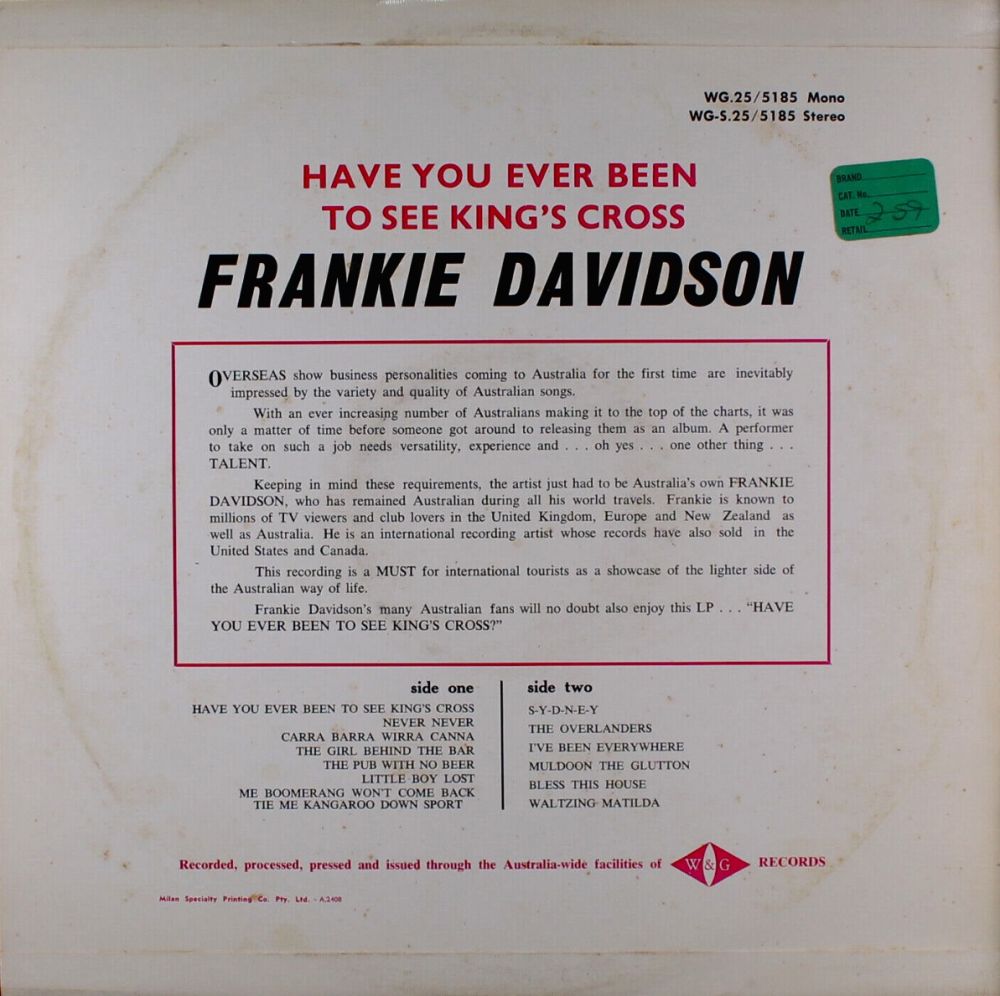 WG.25/5185 Mono
WG-S.25/5185 Stereo
HAVE YOU EVER BEEN
TO SEE KING'S CROSS
BRAND
CAT. No.
DATE
RETAIL
FRANKIE DAVIDSON
OVERSEAS show business personalities coming to Australia for the first time are inevitably
impressed by the variety and quality of Australian songs.
With an ever increasing number of Australians making it to the top of the charts, it was
only a matter of time before someone got around to releasing them as an album. A performer
to take on such a job needs versatility, experience and . . . oh yes . . . one other thing . . .
TALENT.
Keeping in mind these requirements, the artist just had to be Australia's own FRANKIE
DAVIDSON, who has remained Australian during all his world travels. Frankie is known to
millions of TV viewers and club lovers in the United Kingdom, Europe and New Zealand as
well as Australia. He is an international recording artist whose records have also sold in the
United States and Canada.
This recording is a MUST for international tourists as a showcase of the lighter side of
the Australian way of life.
Frankie Davidson's many Australian fans will no doubt also enjoy this LP . . . "HAVE
YOU EVER BEEN TO SEE KING'S CROSS?"
side one
HAVE YOU EVER BEEN TO SEE KING'S CROSS
NEVER NEVER
CARRA BARRA WIRRA CANNA
THE GIRL BEHIND THE BAR
THE PUB WITH NO BEER
LITTLE BOY LOST
ME BOOMERANG WON'T COME BACK
TIE ME KANGAROO DOWN SPORT
side two
S-Y-D-N-E-Y
THE OVERLANDERS
I'VE BEEN EVERYWHERE
MULDOON THE GLUTTON
BLESS THIS HOUSE
WALTZING MATILDA
Recorded, processed, pressed and issued through the Australia-wide facilities of W&G RECORDS
Milan Specialty Printing Co. Pty. Ltd. - A.2408